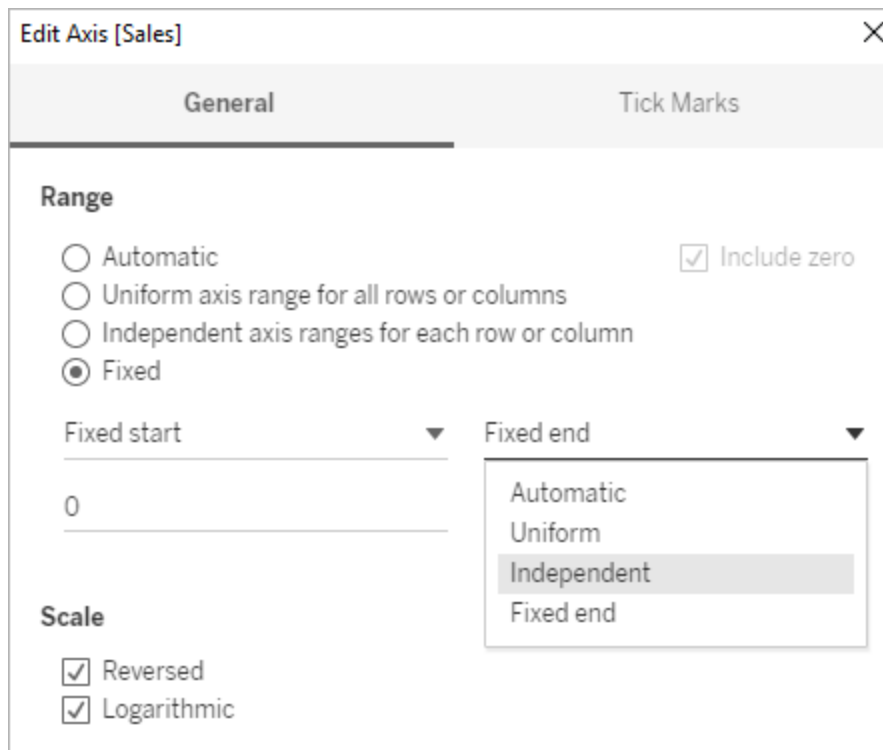 Edit Axis [Sales]
General
Tick Marks
Range
Automatic
Include zero
Uniform axis range for all rows or columns
Independent axis ranges for each row or column
Fixed
Fixed start
Fixed end
0
Automatic
Uniform
Independent
Fixed end
Scale
Reversed
Logarithmic